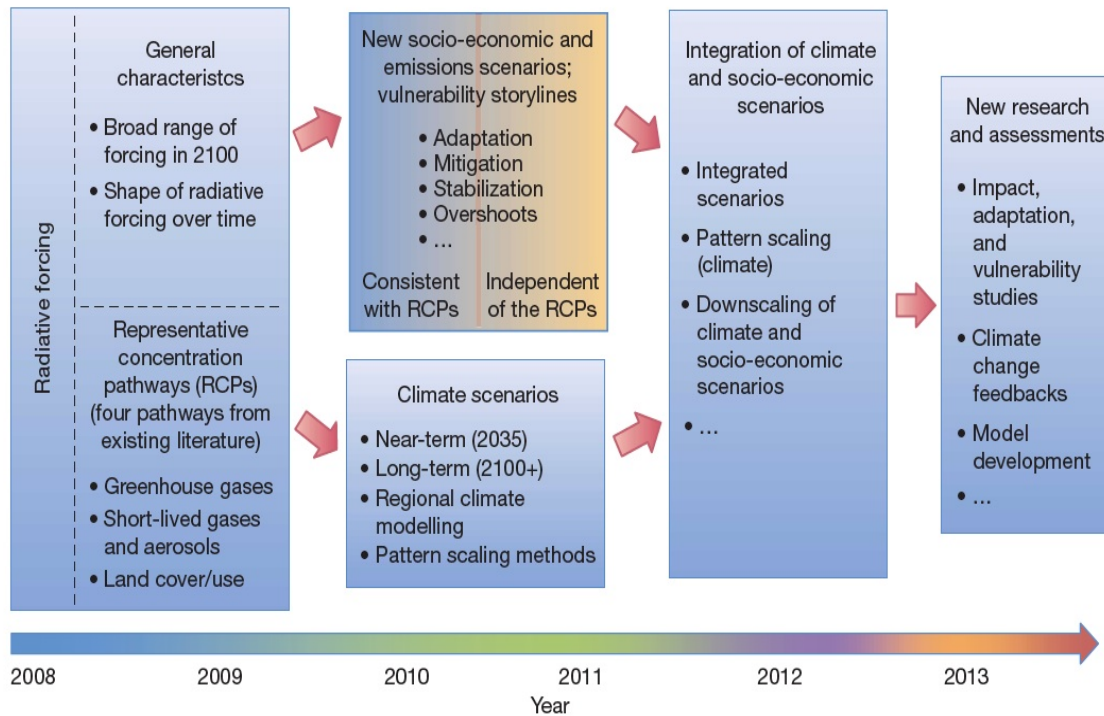 Radiative forcing
General
characteristcs
• Broad range of
forcing in 2100
• Shape of radiative
forcing over time
Representative
concentration
pathways (RCPs)
(four pathways from
existing literature)
• Greenhouse gases
• Short-lived gases
and aerosols
• Land cover/use
New socio-economic and
emissions scenarios;
vulnerability storylines
• Adaptation
• Mitigation
• Stabilization
• Overshoots
• ...
Consistent
with RCPs
Independent
of the RCPs
Climate scenarios
• Near-term (2035)
• Long-term (2100+)
• Regional climate
modelling
• Pattern scaling methods
Integration of climate
and socio-economic
scenarios
• Integrated
scenarios
• Pattern scaling
(climate)
• Downscaling of
climate and
socio-economic
scenarios
• ...
New research
and assessments
• Impact,
adaptation,
and
vulnerability
studies
• Climate
change
feedbacks
• Model
development
• ...
2008 2009 2010 2011 2012 2013
Year